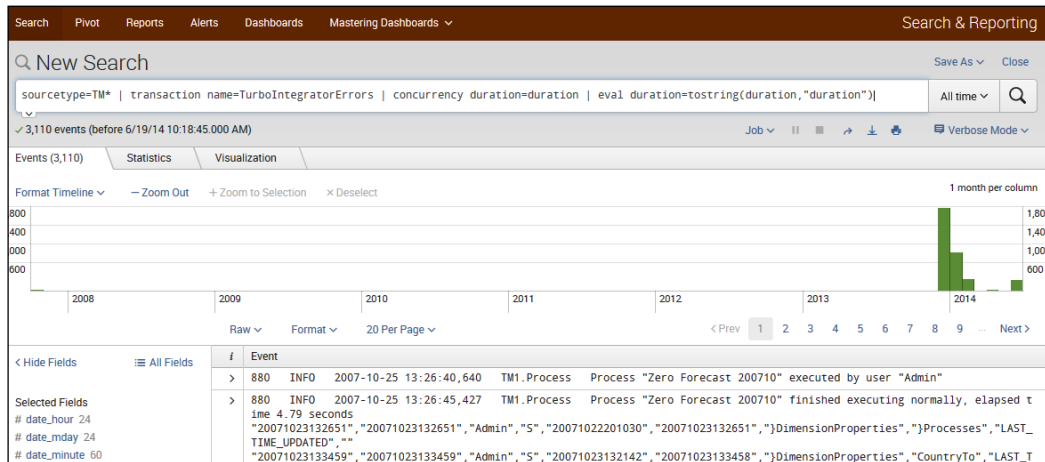 Search Pivot Reports Alerts Dashboards Mastering Dashboards Search & Reporting
New Search Save As Close
sourcetype=TM* | transaction name=TurboIntegratorErrors | concurrency duration=duration | eval duration=tostring(duration,"duration") All time
3,110 events (before 6/19/14 10:18:45.000 AM) Job Verbose Mode
Events (3,110) Statistics Visualization
Format Timeline — Zoom Out + Zoom to Selection × Deselect 1 month per column
800 1,80
400 1,40
000 1,00
600 600
2008 2009 2010 2011 2012 2013 2014
Raw Format 20 Per Page < Prev 1 2 3 4 5 6 7 8 9 ... Next >
< Hide Fields All Fields i Event
> 880 INFO 2007-10-25 13:26:40,640 TM1.Process Process "Zero Forecast 200710" executed by user "Admin"
Selected Fields > 880 INFO 2007-10-25 13:26:45,427 TM1.Process Process "Zero Forecast 200710" finished executing normally, elapsed t
# date_hour 24 ime 4.79 seconds
# date_mday 24 "20071023132651","20071023132651","Admin","S","20071022201030","20071023132651","}DimensionProperties","}Processes","LAST_
TIME_UPDATED",""
# date_minute 60 "20071023133459","20071023133459","Admin","S","20071023132142","20071023133458","}DimensionProperties","CountryTo","LAST_T